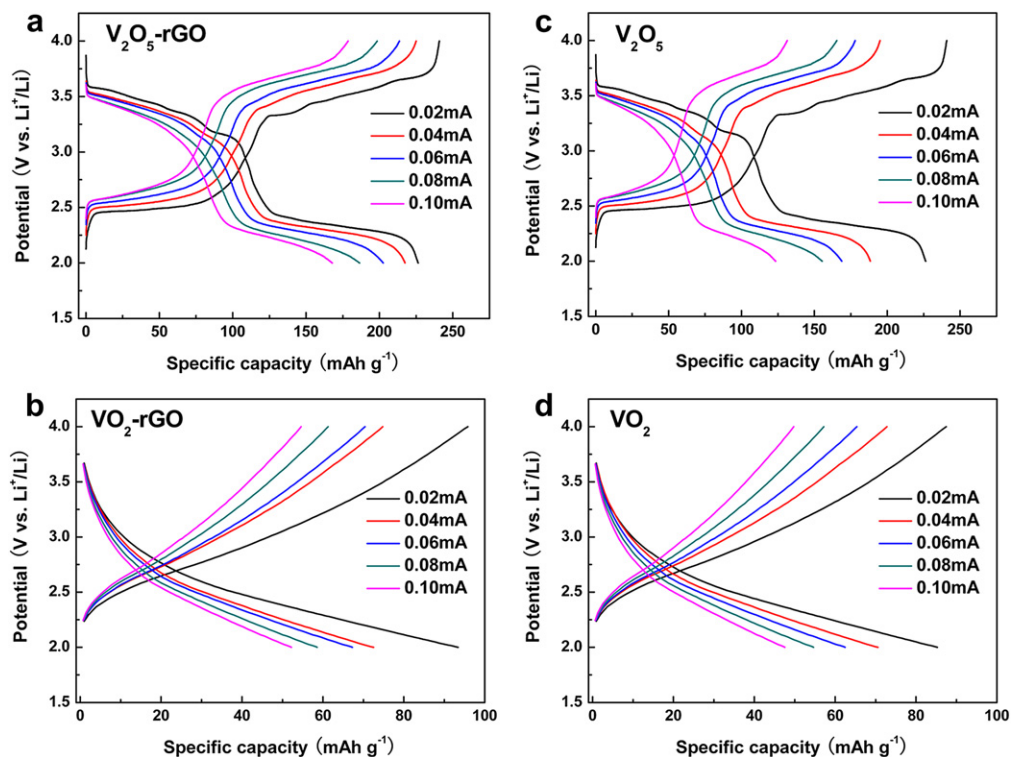 a
V₂O₅-rGO
4.0
3.5
3.0
2.5
2.0
1.5
Potential (V vs. Li⁺/Li)
0.02mA
0.04mA
0.06mA
0.08mA
0.10mA
0 50 100 150 200 250
Specific capacity (mAh g⁻¹)
c
V₂O₅
4.0
3.5
3.0
2.5
2.0
1.5
Potential (V vs. Li⁺/Li)
0.02mA
0.04mA
0.06mA
0.08mA
0.10mA
0 50 100 150 200 250
Specific capacity (mAh g⁻¹)
b
VO₂-rGO
4.0
3.5
3.0
2.5
2.0
1.5
Potential (V vs. Li⁺/Li)
0.02mA
0.04mA
0.06mA
0.08mA
0.10mA
0 20 40 60 80 100
Specific capacity (mAh g⁻¹)
d
VO₂
4.0
3.5
3.0
2.5
2.0
1.5
Potential (V vs. Li⁺/Li)
0.02mA
0.04mA
0.06mA
0.08mA
0.10mA
0 20 40 60 80 100
Specific capacity (mAh g⁻¹)